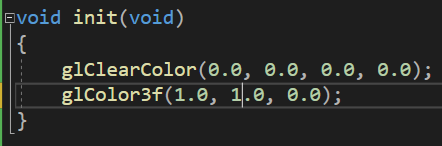 void init(void)
{
    glClearColor(0.0, 0.0, 0.0, 0.0);
    glColor3f(1.0, 1.0, 0.0);
}